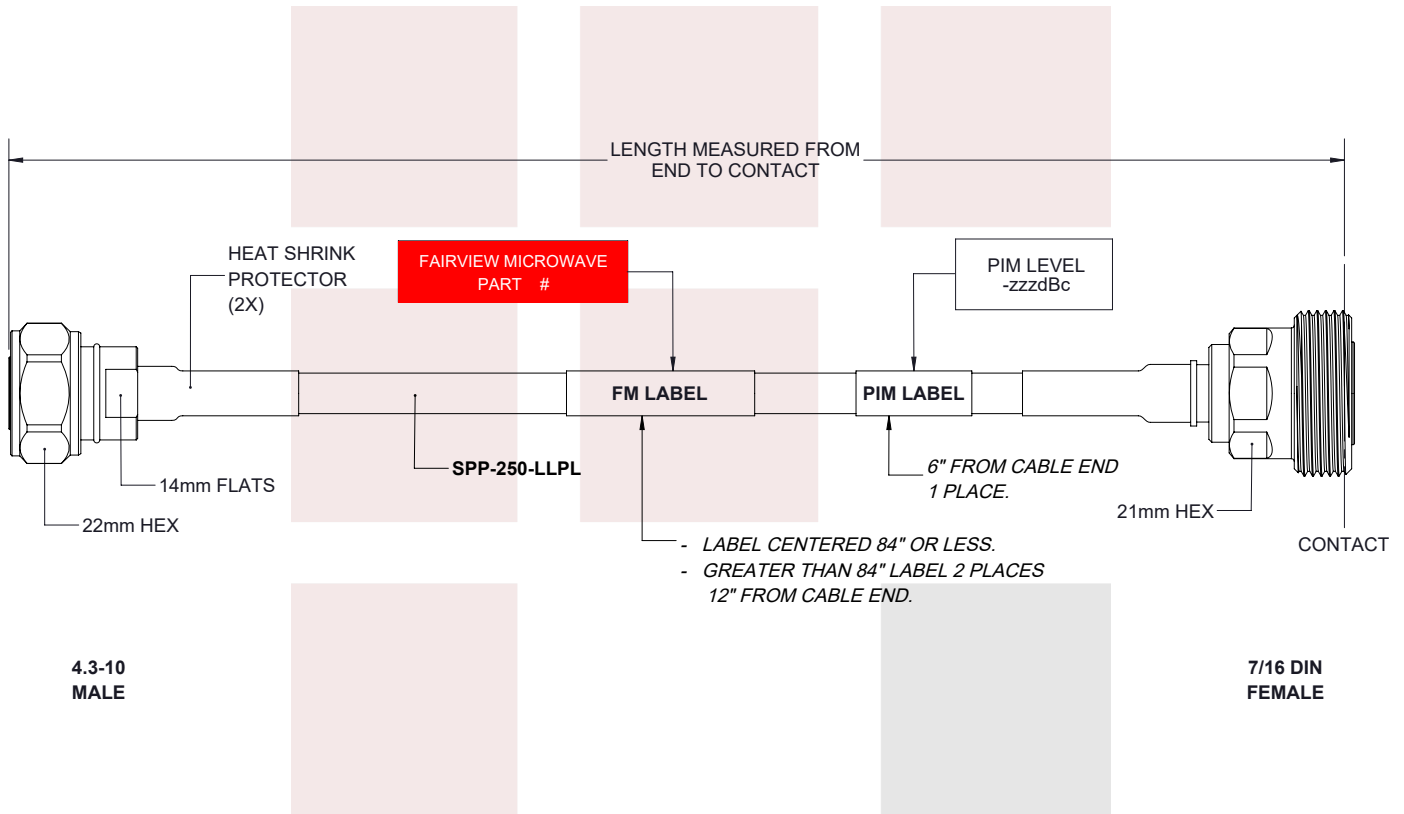 LENGTH MEASURED FROM
END TO CONTACT
HEAT SHRINK
PROTECTOR
(2X)
FAIRVIEW MICROWAVE
PART #
PIM LEVEL
-zzzdBc
FM LABEL
PIM LABEL
SPP-250-LLPL
14mm FLATS
22mm HEX
6" FROM CABLE END
1 PLACE.
21mm HEX
CONTACT
- LABEL CENTERED 84" OR LESS.
- GREATER THAN 84" LABEL 2 PLACES
12" FROM CABLE END.
4.3-10
MALE
7/16 DIN
FEMALE